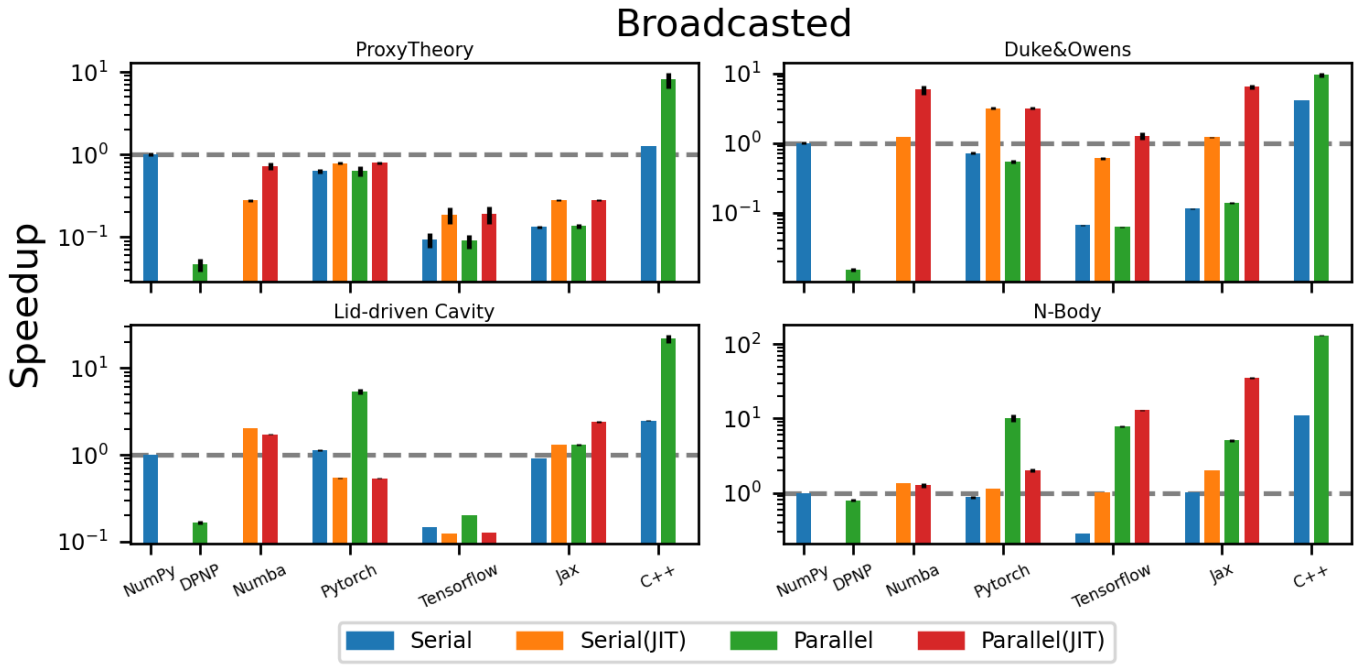 Broadcasted
ProxyTheory
Duke&Owens
10^1
10^0
10^-1
10^1
10^0
10^-1
Speedup
Lid-driven Cavity
N-Body
10^1
10^0
10^-1
10^2
10^1
10^0
NumPy DPNP Numba Pytorch Tensorflow Jax C++
NumPy DPNP Numba Pytorch Tensorflow Jax C++
Serial Serial(JIT) Parallel Parallel(JIT)